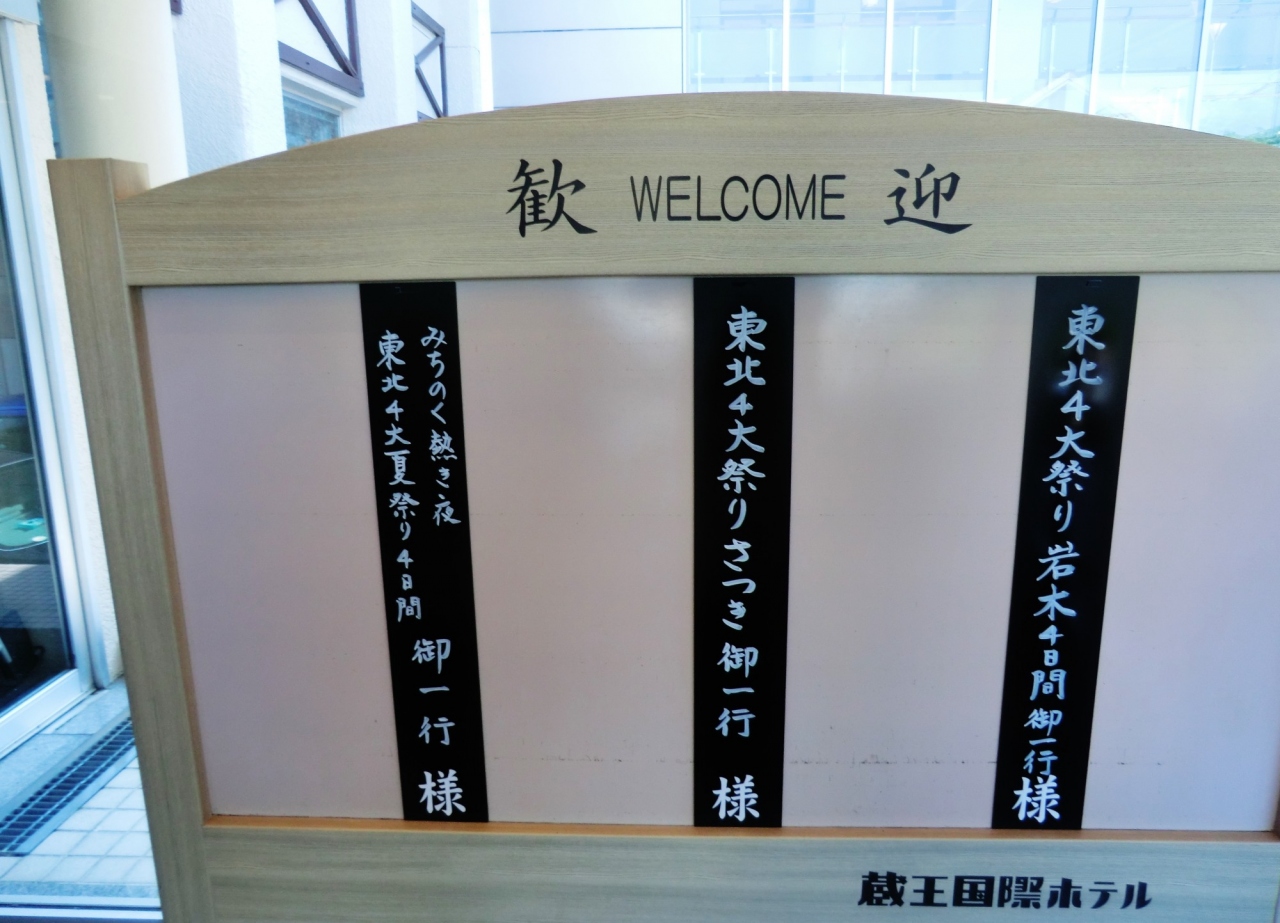 歓 WELCOME 迎
東北4大祭り岩木4日間御一行様
東北4大祭りさつき御一行様
みちのく熱き夜
東北4大夏祭り4日間
御一行様
蔵王国際ホテル